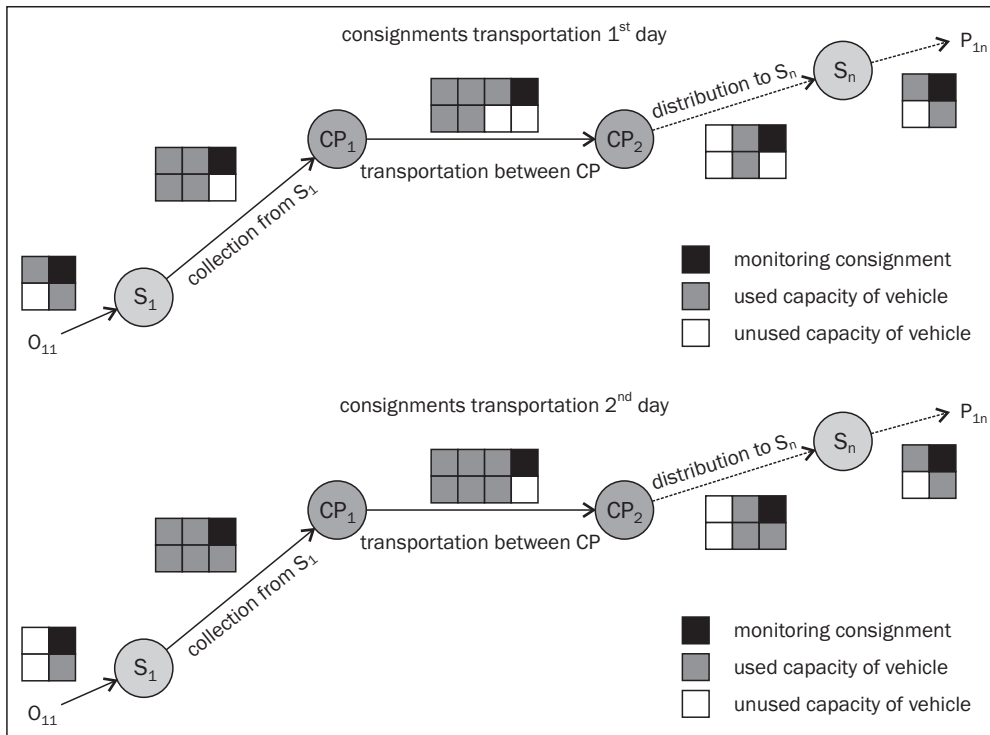 consignments transportation 1st day
P1n
Sn
distribution to Sn
CP1
CP2
transportation between CP
collection from S1
S1
O11
monitoring consignment
used capacity of vehicle
unused capacity of vehicle
consignments transportation 2nd day
P1n
Sn
distribution to Sn
CP1
CP2
transportation between CP
collection from S1
S1
O11
monitoring consignment
used capacity of vehicle
unused capacity of vehicle